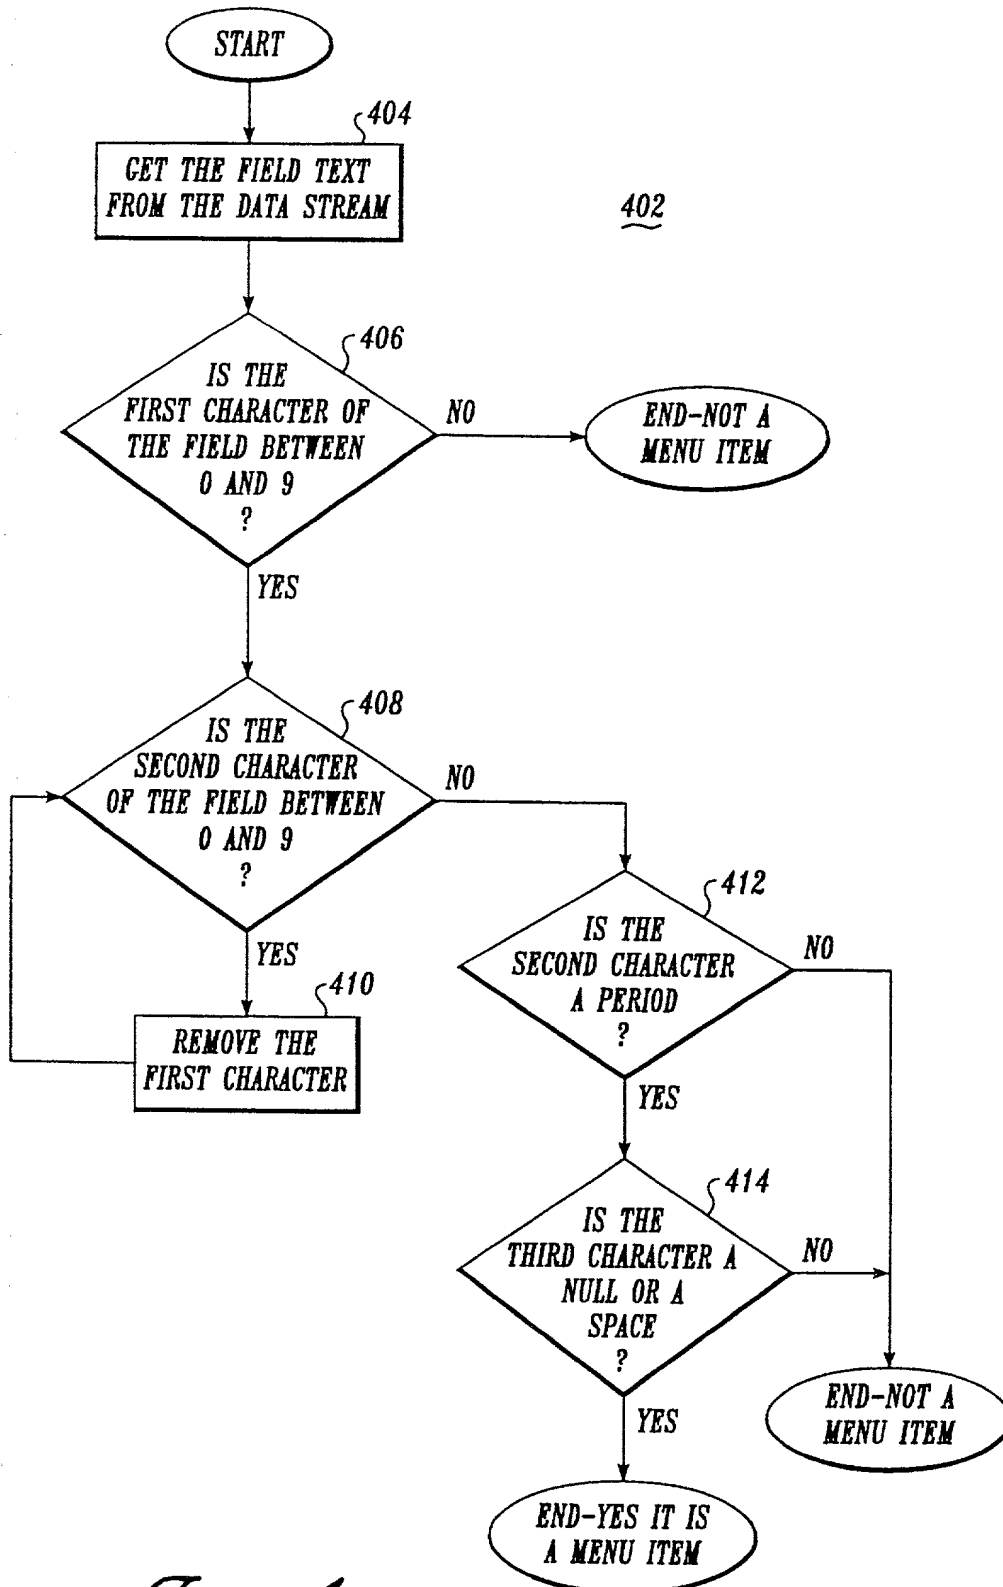 START
404
GET THE FIELD TEXT
FROM THE DATA STREAM
402
406
IS THE
FIRST CHARACTER OF
THE FIELD BETWEEN
0 AND 9
?
NO
END-NOT A
MENU ITEM
YES
408
IS THE
SECOND CHARACTER
OF THE FIELD BETWEEN
0 AND 9
?
NO
YES
410
REMOVE THE
FIRST CHARACTER
412
IS THE
SECOND CHARACTER
A PERIOD
?
NO
YES
414
IS THE
THIRD CHARACTER A
NULL OR A
SPACE
?
NO
YES
END-NOT A
MENU ITEM
END-YES IT IS
A MENU ITEM